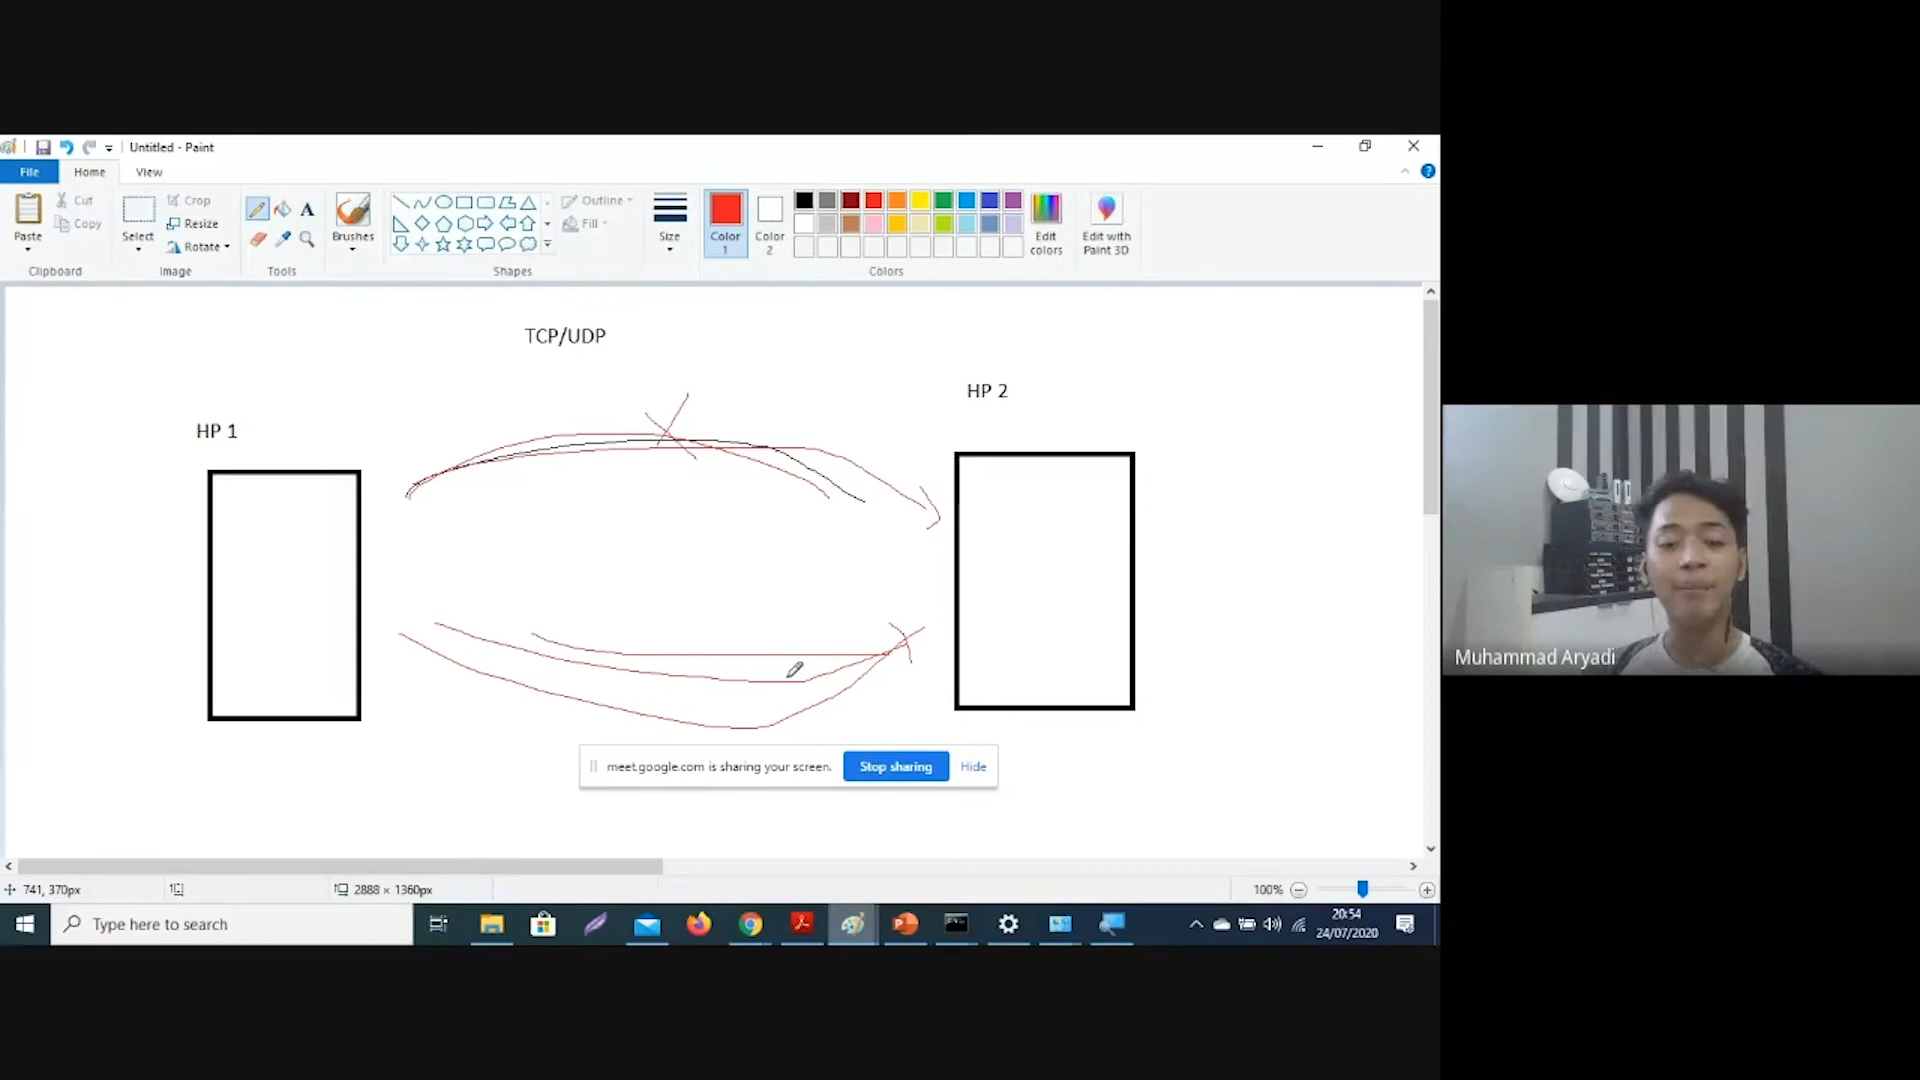 Untitled - Paint
File
Home
View
Paste
Cut
Copy
Clipboard
Select
Crop
Resize
Rotate
Image
A
Tools
Brushes
Shapes
Outline
Fill
Size
Color
1
Color
2
Colors
Edit
colors
Edit with
Paint 3D
TCP/UDP
HP 2
HP 1
Muhammad Aryadi
meet.google.com is sharing your screen.
Stop sharing
Hide
741, 370px
2888 × 1360px
100%
Type here to search
20:54
24/07/2020